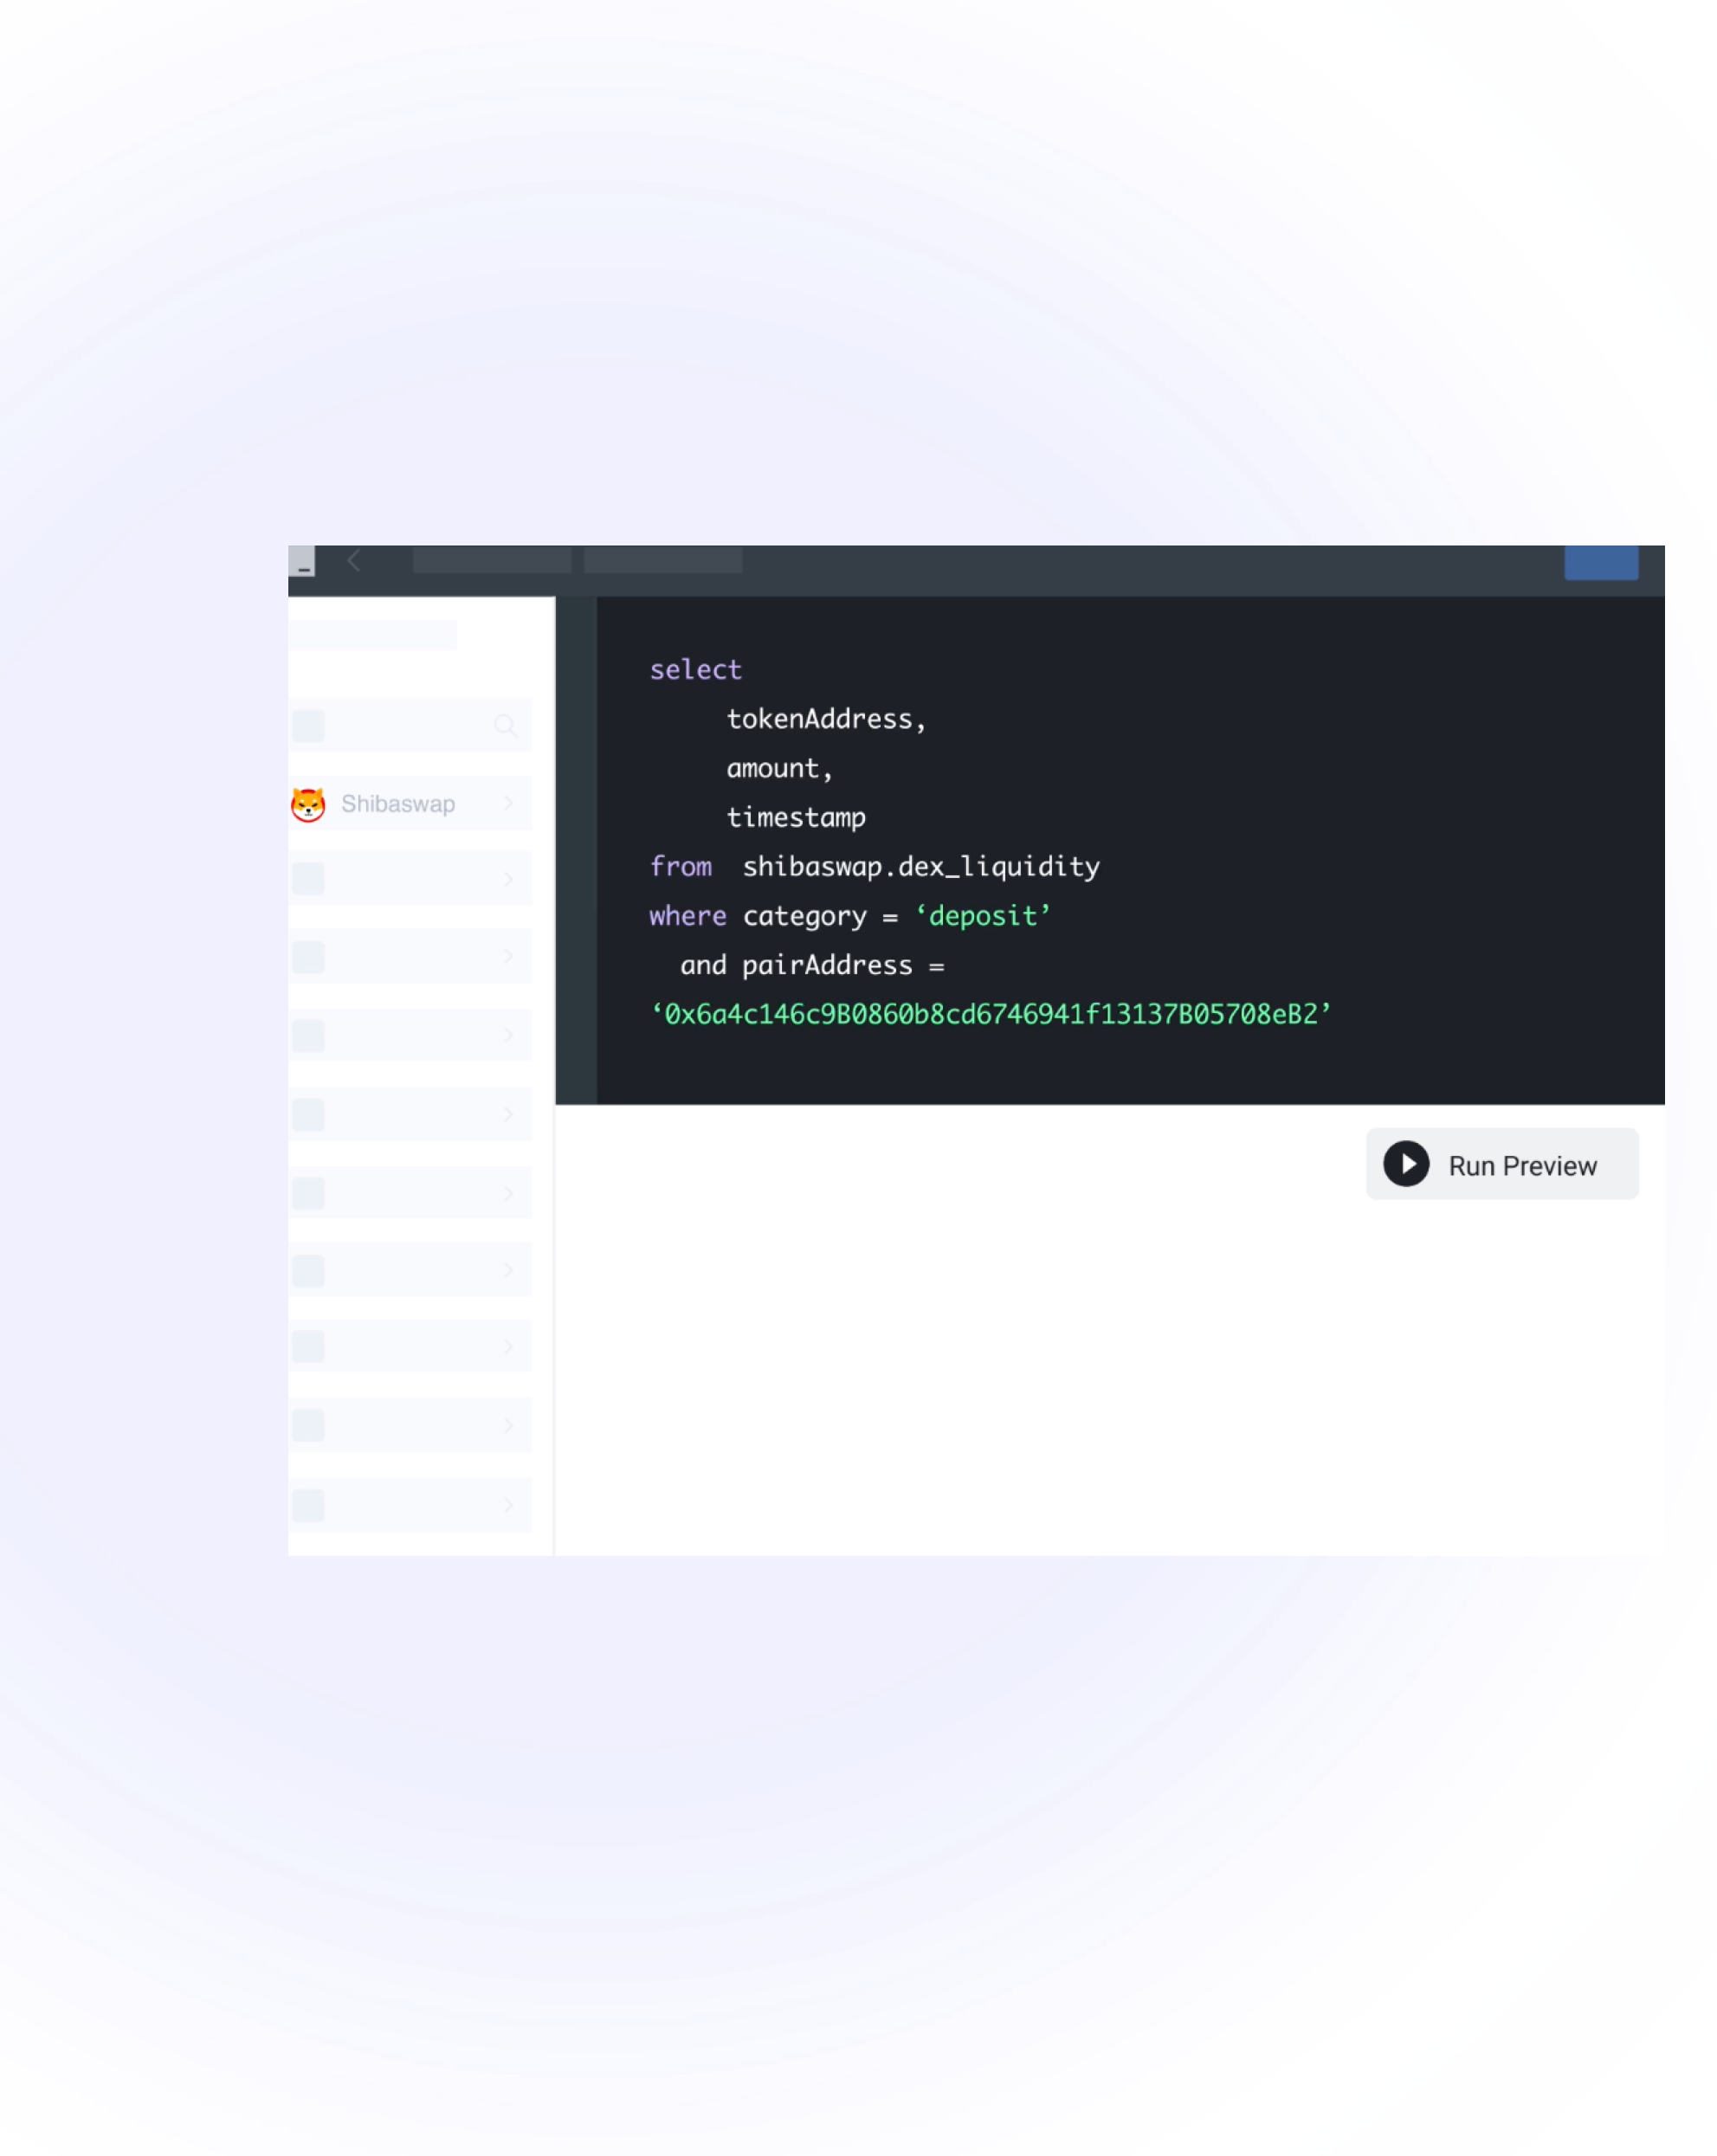 Shibaswap
select
tokenAddress,
amount,
timestamp
from shibaswap.dex_liquidity
where category = ‘deposit’
and pairAddress =
‘0x6a4c146c9B0860b8cd6746941f13137B05708eB2’
Run Preview